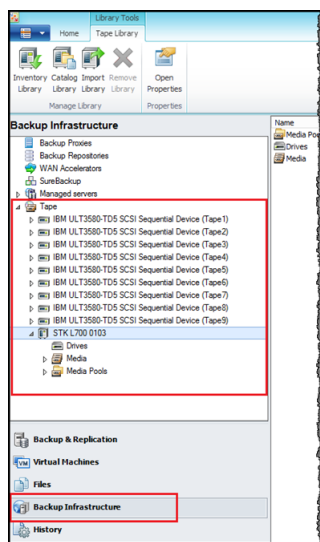 Library Tools
Home Tape Library
Inventory Library
Catalog Library
Import Library
Remove Library
Open Properties
Manage Library Properties
Backup Infrastructure
Backup Proxies
Backup Repositories
WAN Accelerators
SureBackup
Managed servers
Tape
IBM ULT3580-TD5 SCSI Sequential Device (Tape1)
IBM ULT3580-TD5 SCSI Sequential Device (Tape2)
IBM ULT3580-TD5 SCSI Sequential Device (Tape3)
IBM ULT3580-TD5 SCSI Sequential Device (Tape4)
IBM ULT3580-TD5 SCSI Sequential Device (Tape5)
IBM ULT3580-TD5 SCSI Sequential Device (Tape6)
IBM ULT3580-TD5 SCSI Sequential Device (Tape7)
IBM ULT3580-TD5 SCSI Sequential Device (Tape8)
IBM ULT3580-TD5 SCSI Sequential Device (Tape9)
STK L700 0103
Drives
Media
Media Pools
Name
Media Poo
Drives
Media
Backup & Replication
VM Virtual Machines
Files
Backup Infrastructure
History